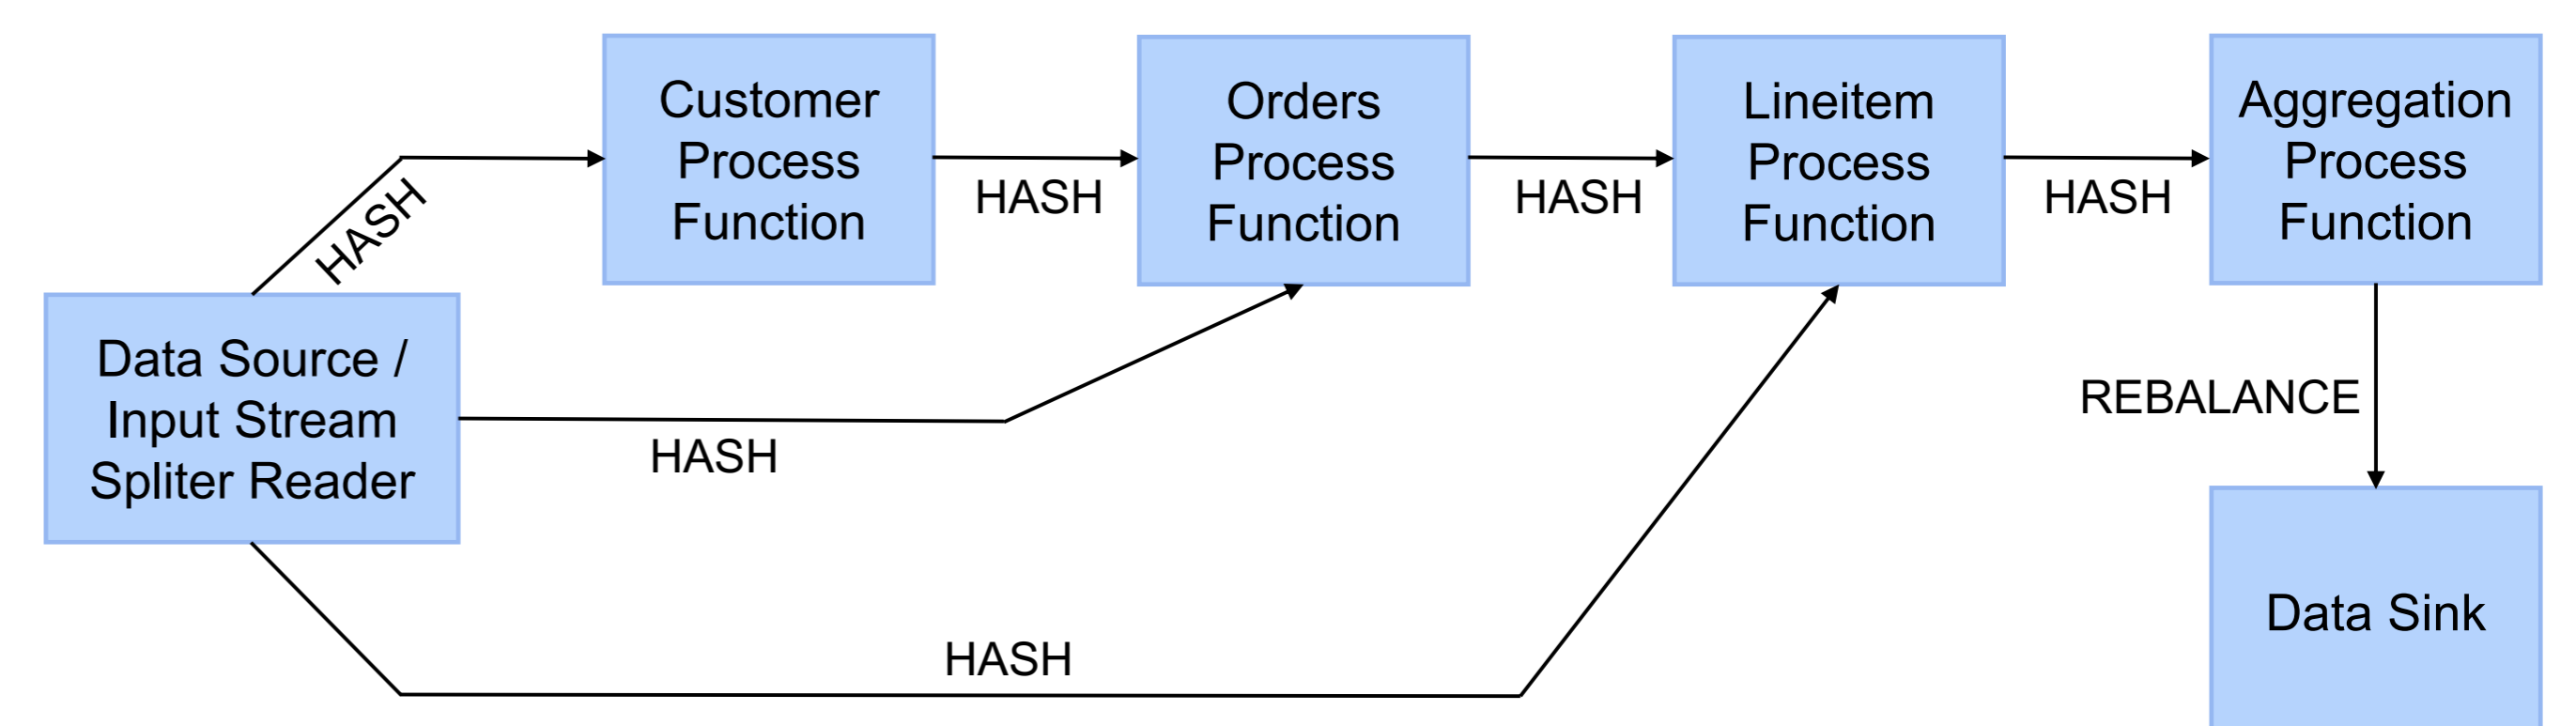 Customer
Process
Function
Orders
Process
Function
Lineitem
Process
Function
Aggregation
Process
Function
HASH
HASH
HASH
HASH
Data Source /
Input Stream
Spliter Reader
HASH
REBALANCE
HASH
Data Sink